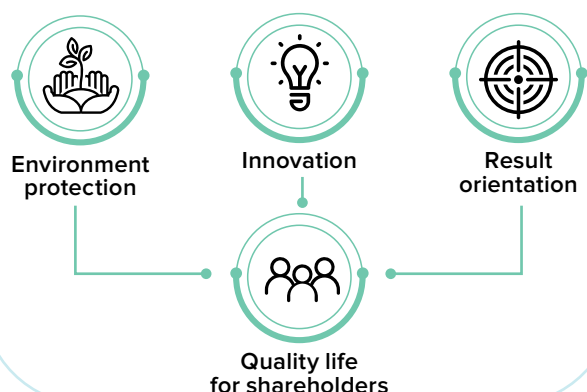 Environment
protection
Innovation
Result
orientation
Quality life
for shareholders